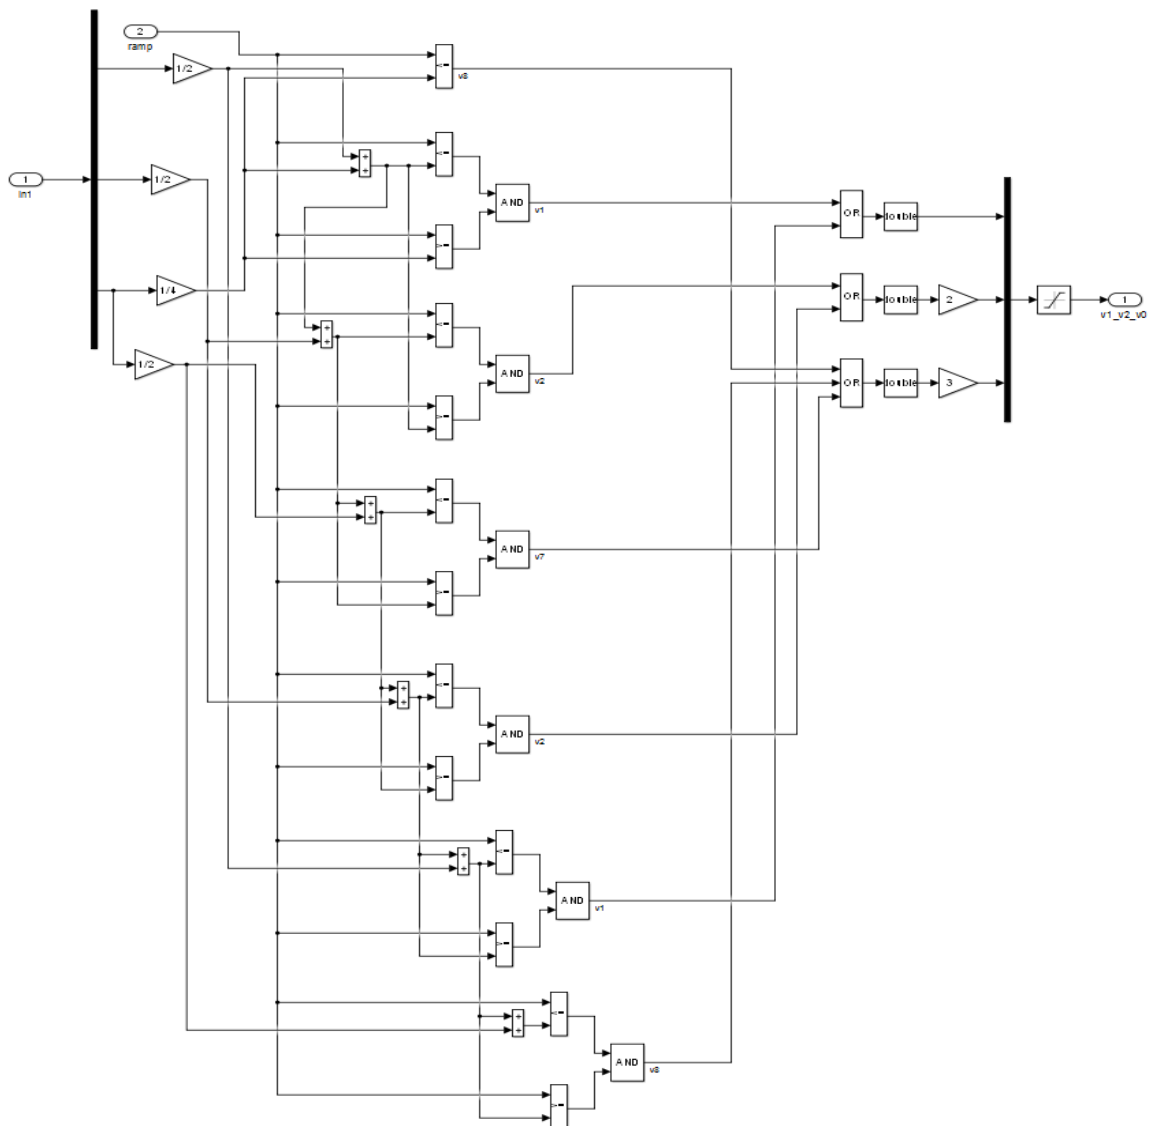 2
ramp
1/2
<=
v8
1
In1
1/2
+
+
<=
AND
v1
OR
double
>=
1/4
<=
OR
double
2
1
v1_v2_v0
+
+
1/2
AND
v2
OR
double
3
>=
+
+
<=
AND
v7
>=
+
+
<=
AND
v2
>=
+
+
<=
AND
v1
>=
+
+
<=
AND
v8
>=